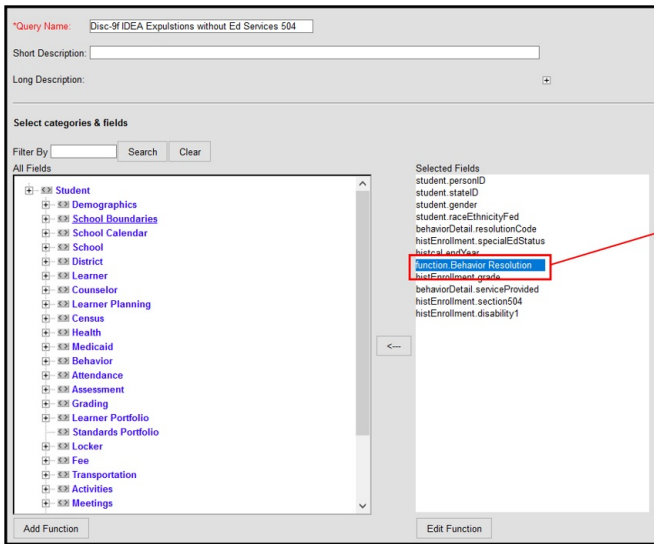 *Query Name: Disc-9f IDEA Expulstions without Ed Services 504
Short Description:
Long Description:
Select categories & fields
Filter By Search Clear
All Fields
Student
Demographics
School Boundaries
School Calendar
School
District
Learner
Counselor
Learner Planning
Census
Health
Medicaid
Behavior
Attendance
Assessment
Grading
Learner Portfolio
Standards Portfolio
Locker
Fee
Transportation
Activities
Meetings
Add Function
<---
Selected Fields
student.personID
student.stateID
student.gender
student.raceEthnicityFed
behaviorDetail.resolutionCode
histEnrollment.specialEdStatus
histcal.endYear
function.Behavior Resolution
histEnrollment.grade
behaviorDetail.serviceProvided
histEnrollment.section504
histEnrollment.disability1
Edit Function